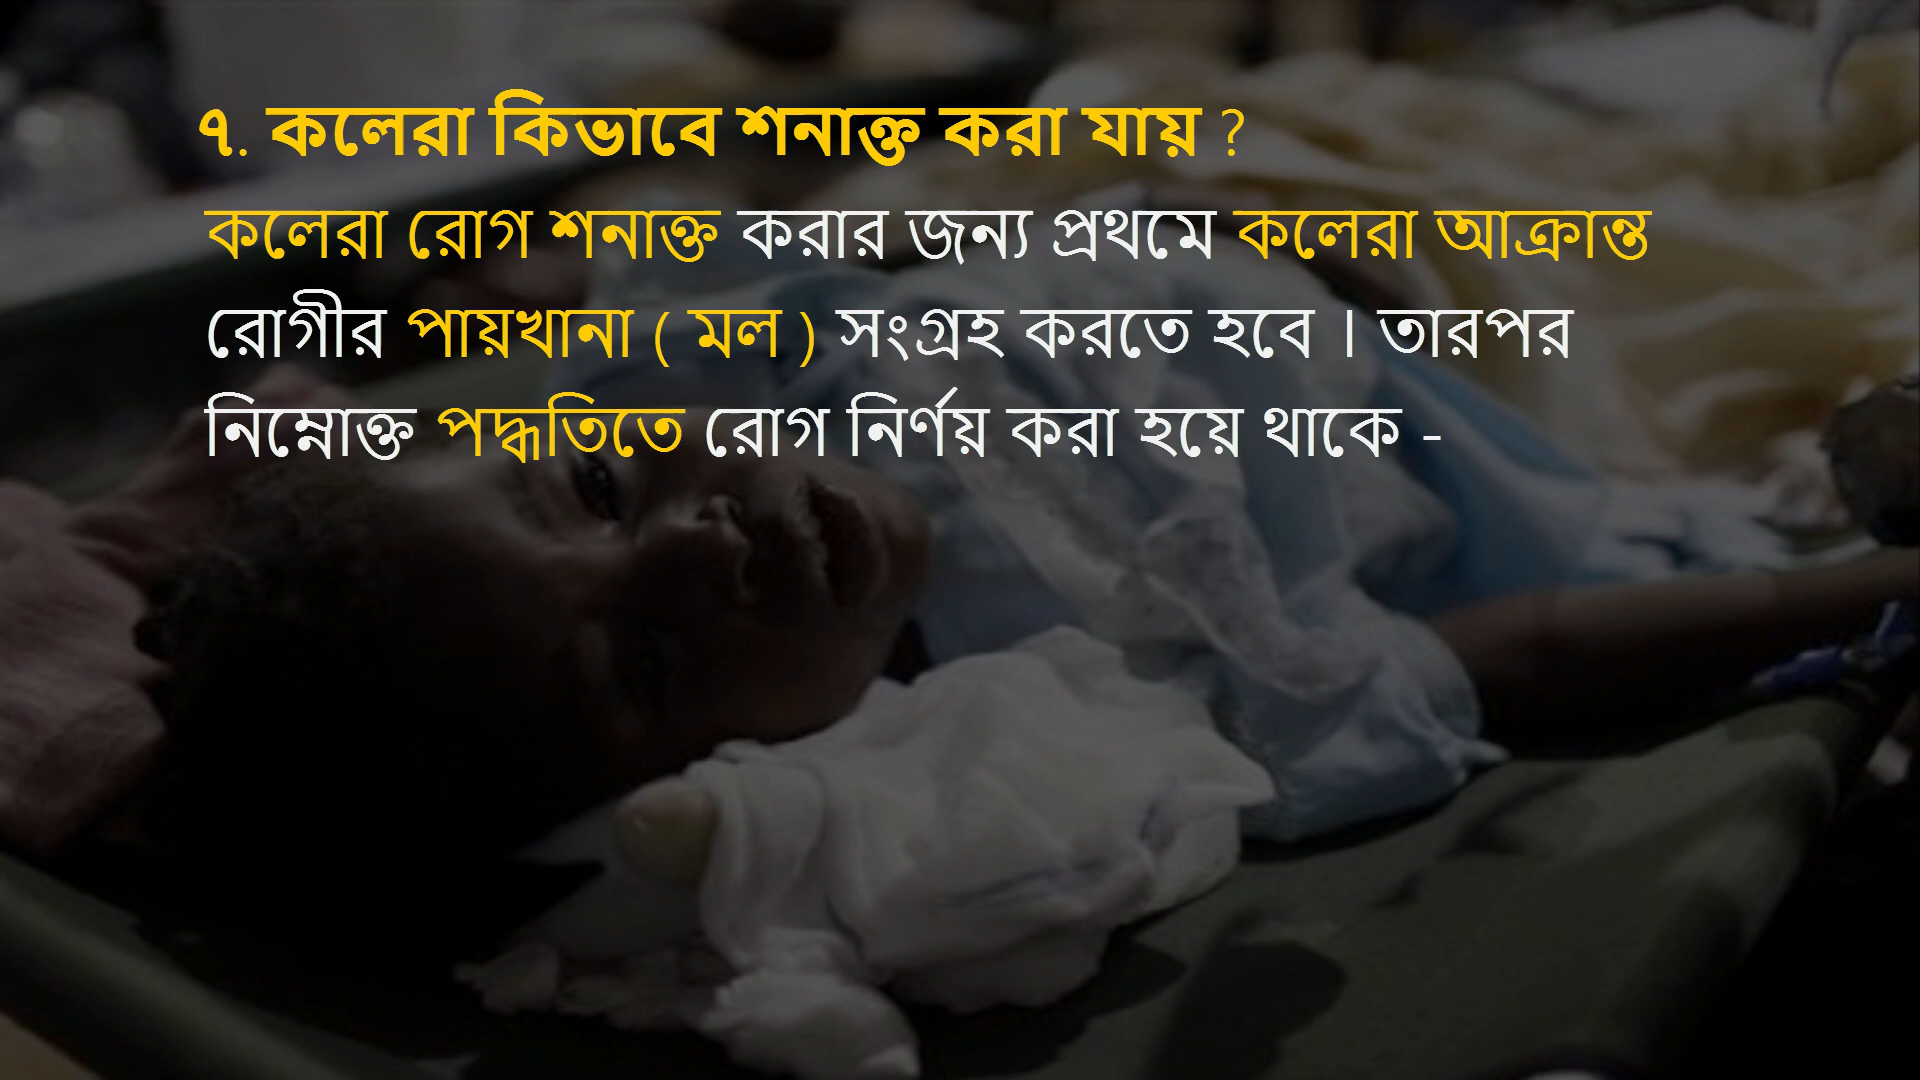 ৭. কলেরা কিভাবে শনাক্ত করা যায় ?
কলেরা রোগ শনাক্ত করার জন্য প্রথমে কলেরা আক্রান্ত
রোগীর পায়খানা ( মল ) সংগ্রহ করতে হবে । তারপর
নিম্নোক্ত পদ্ধতিতে রোগ নির্ণয় করা হয়ে থাকে -